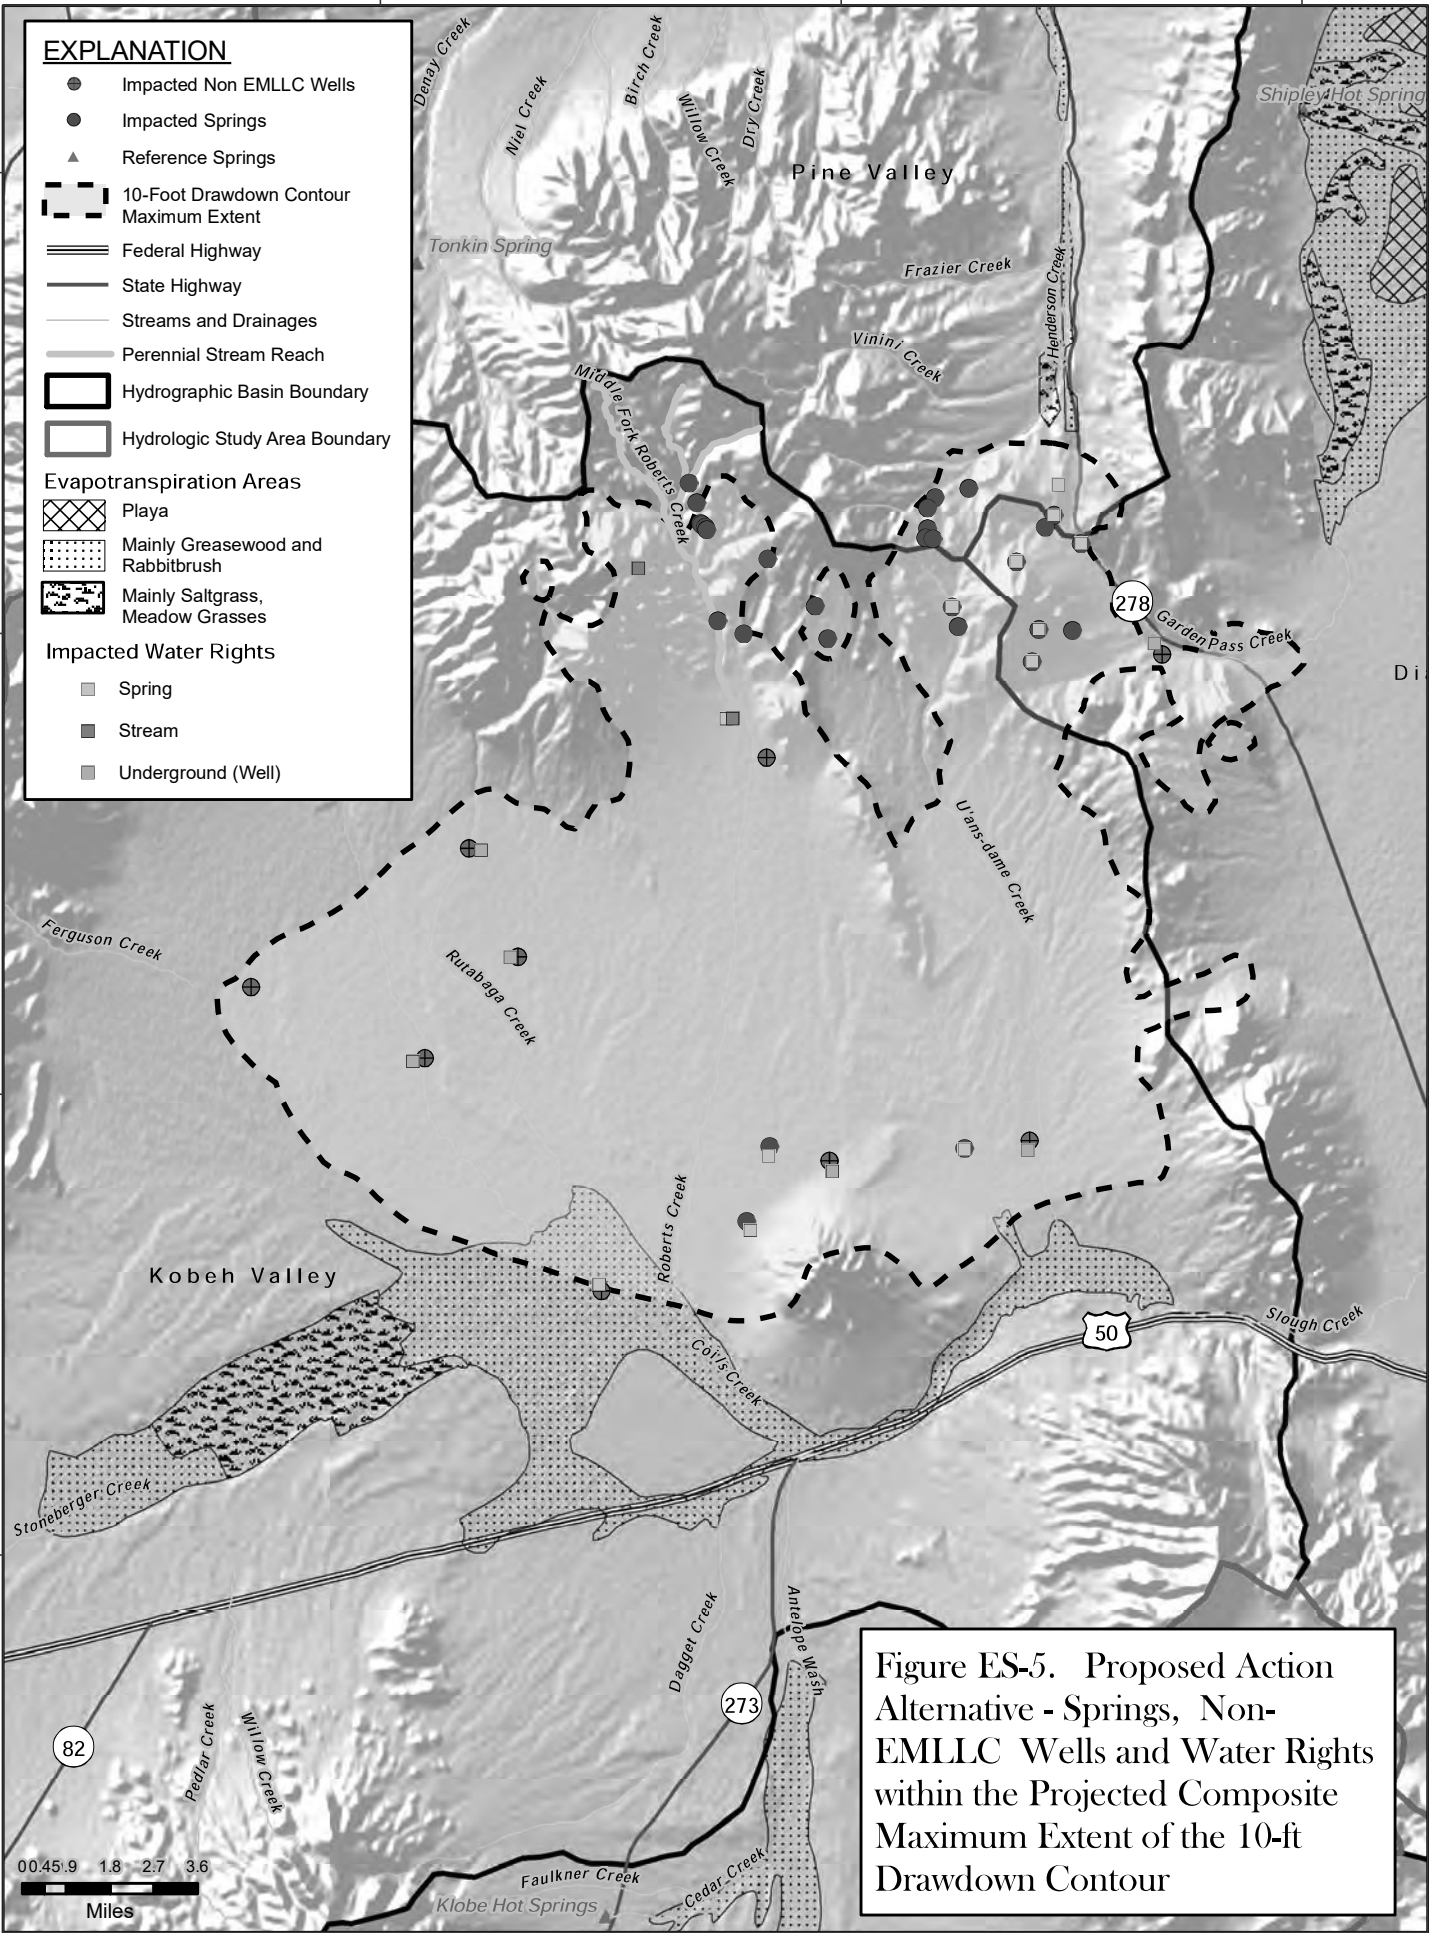 EXPLANATION
Impacted Non EMLLC Wells
Impacted Springs
Reference Springs
10-Foot Drawdown Contour
Maximum Extent
Federal Highway
State Highway
Streams and Drainages
Perennial Stream Reach
Hydrographic Basin Boundary
Hydrologic Study Area Boundary
Evapotranspiration Areas
Playa
Mainly Greasewood and
Rabbitbrush
Mainly Saltgrass,
Meadow Grasses
Impacted Water Rights
Spring
Stream
Underground (Well)
Denay Creek
Niel Creek
Birch Creek
Willow Creek
Dry Creek
Pine Valley
Shipley Hot Spring
Tonkin Spring
Frazier Creek
Henderson Creek
Vinini Creek
Middle Fork Roberts Creek
278
Garden Pass Creek
Di
U'ans-dame Creek
Ferguson Creek
Rutabaga Creek
Roberts Creek
Kobeh Valley
Slough Creek
50
Coils Creek
Stoneberger Creek
Dagget Creek
Antelope Wash
273
82
Pedlar Creek
Willow Creek
Faulkner Creek
Cedar Creek
Klobe Hot Springs
00.45.9 1.8 2.7 3.6
Miles
Figure ES-5. Proposed Action
Alternative - Springs, Non-
EMLLC Wells and Water Rights
within the Projected Composite
Maximum Extent of the 10-ft
Drawdown Contour